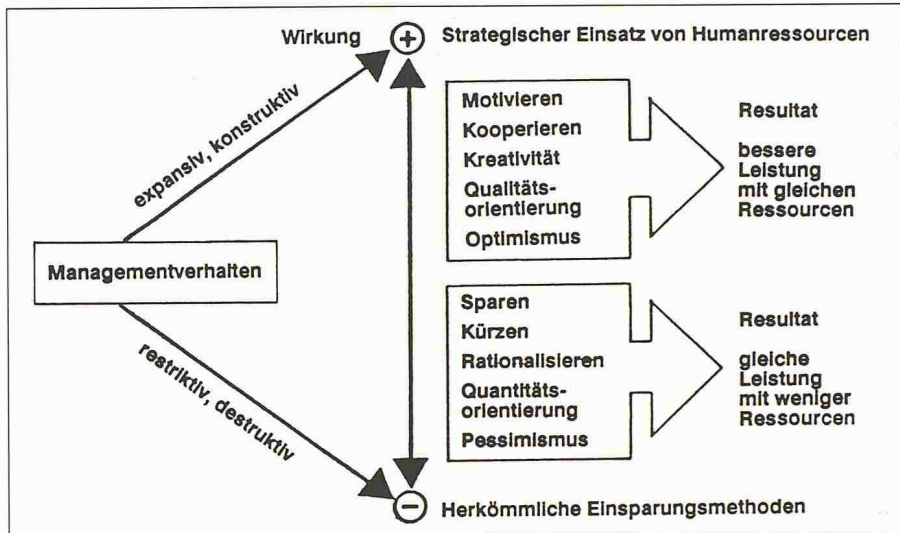 Wirkung + Strategischer Einsatz von Humanressourcen
expansiv, konstruktiv
Managementverhalten
restriktiv, destruktiv
Motivieren
Kooperieren
Kreativität
Qualitäts-
orientierung
Optimismus
Resultat
bessere
Leistung
mit gleichen
Ressourcen
Sparen
Kürzen
Rationalisieren
Quantitäts-
orientierung
Pessimismus
Resultat
gleiche
Leistung
mit weniger
Ressourcen
− Herkömmliche Einsparungsmethoden